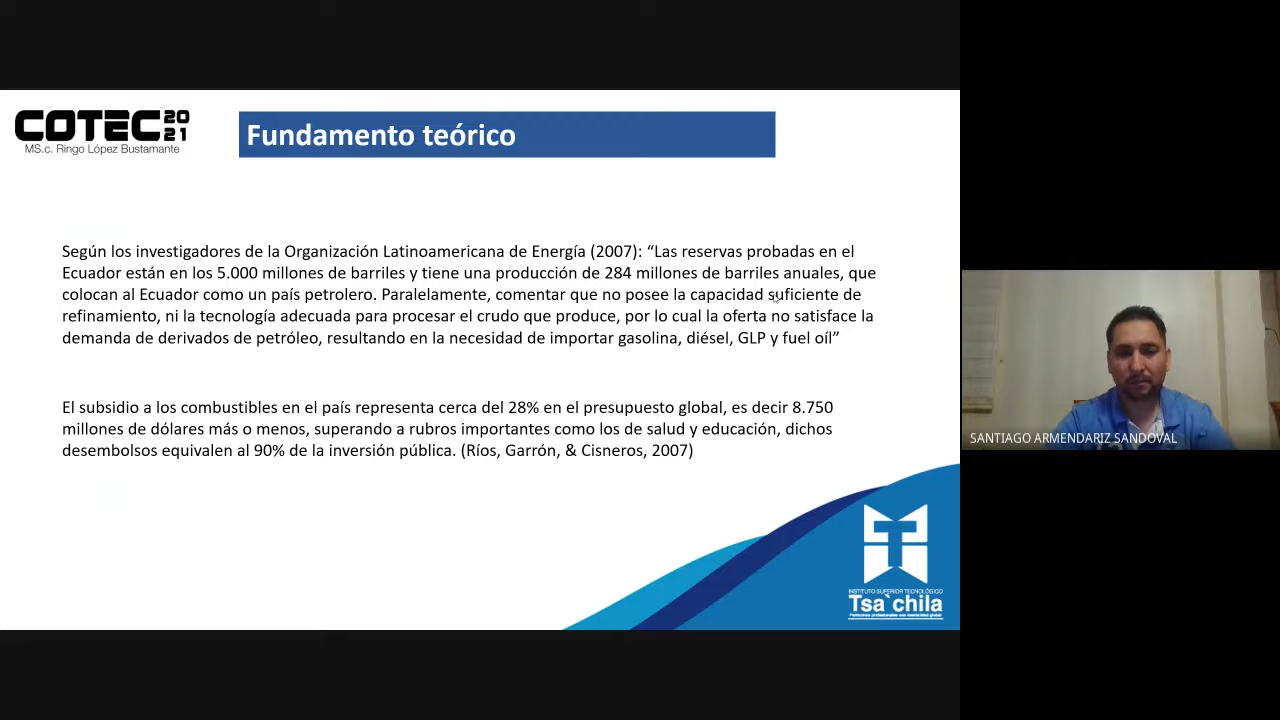 COTEC 20
21
MS.c. Ringo López Bustamante
Fundamento teórico
Según los investigadores de la Organización Latinoamericana de Energía (2007): “Las reservas probadas en el
Ecuador están en los 5.000 millones de barriles y tiene una producción de 284 millones de barriles anuales, que
colocan al Ecuador como un país petrolero. Paralelamente, comentar que no posee la capacidad suficiente de
refinamiento, ni la tecnología adecuada para procesar el crudo que produce, por lo cual la oferta no satisface la
demanda de derivados de petróleo, resultando en la necesidad de importar gasolina, diésel, GLP y fuel oíl”
El subsidio a los combustibles en el país representa cerca del 28% en el presupuesto global, es decir 8.750
millones de dólares más o menos, superando a rubros importantes como los de salud y educación, dichos
desembolsos equivalen al 90% de la inversión pública. (Ríos, Garrón, & Cisneros, 2007)
SANTIAGO ARMENDARIZ SANDOVAL
INSTITUTO SUPERIOR TECNOLÓGICO
Tsa`chila